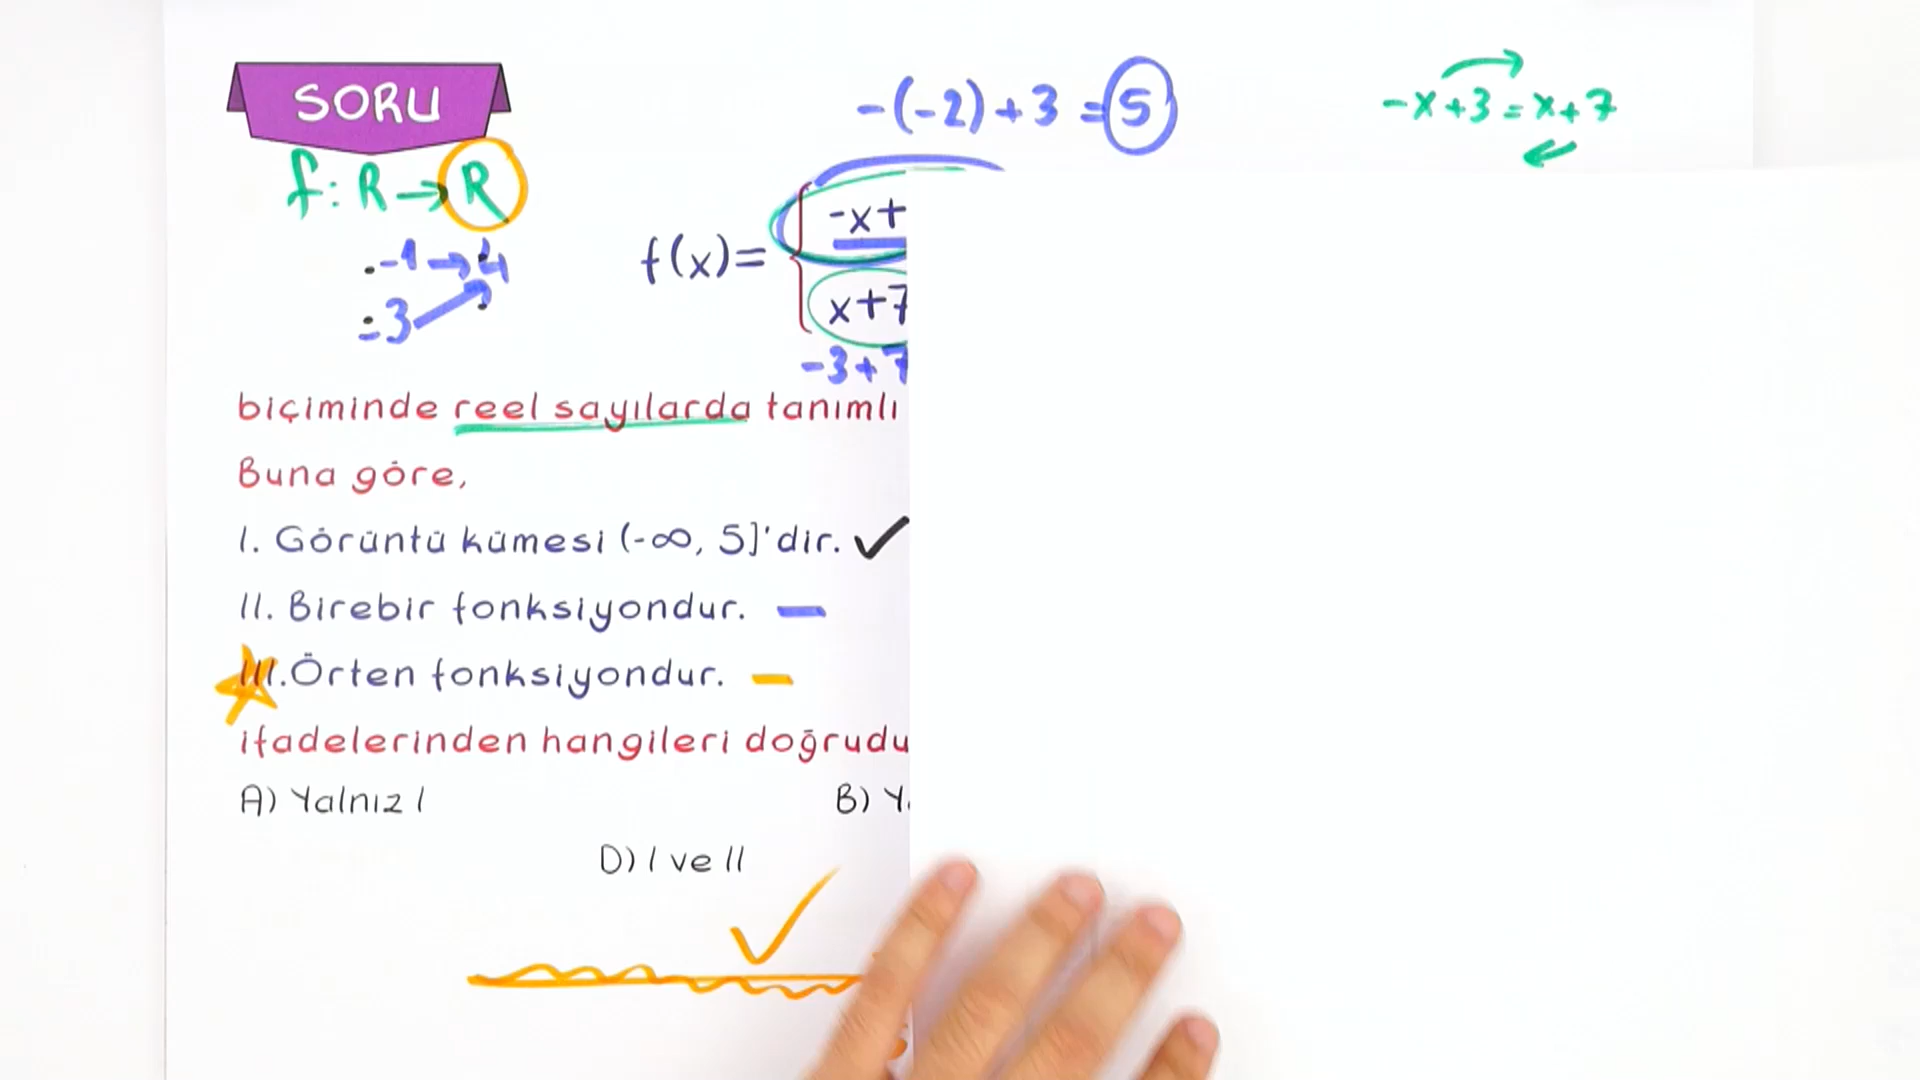 SORU
-(-2)+3=5
-x+3=x+7
f: R→R
-x+
.-1→4
f(x)=
x+7
-3
-3+7
biçiminde reel sayılarda tanımlı
Buna göre,
I. Görüntü kümesi (-∞, 5]'dir. ✓
II. Birebir fonksiyondur. –
III. Örten fonksiyondur. –
ifadelerinden hangileri doğrudu
A) Yalnız I
B) Y
D) I ve II